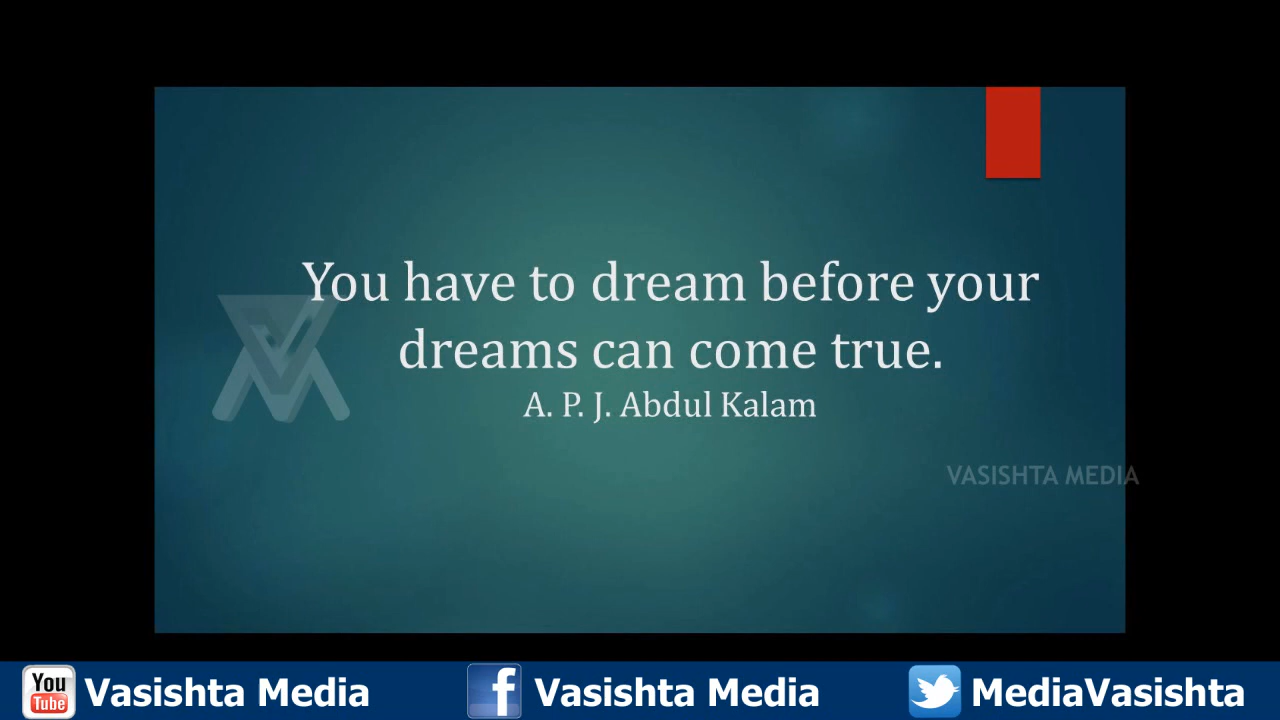 You have to dream before your
dreams can come true.
A. P. J. Abdul Kalam
VASISHTA MEDIA
You Tube Vasishta Media f Vasishta Media MediaVasishta